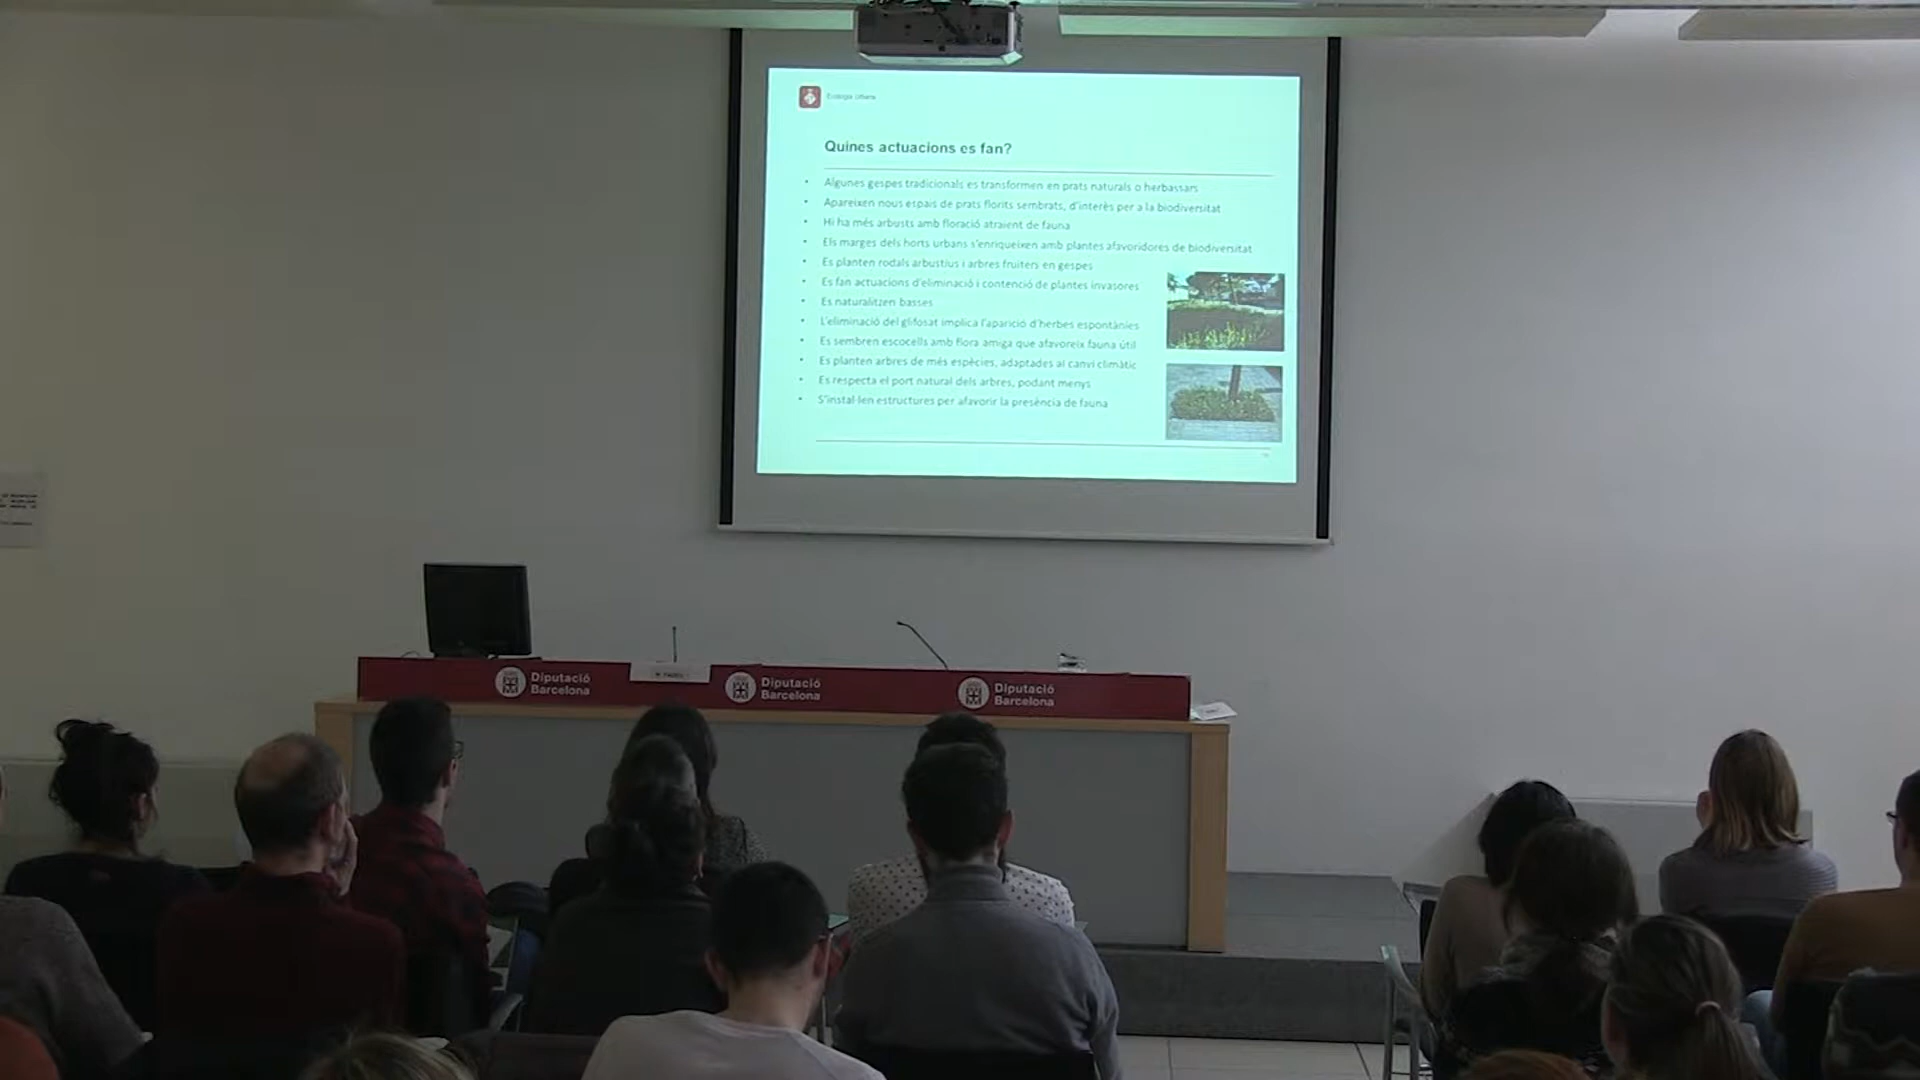 Ecologia Urbana
Quines actuacions es fan?
• Algunes gespes tradicionals es transformen en prats naturals o herbassars
• Apareixen nous espais de prats florits sembrats, d'interès per a la biodiversitat
• Hi ha més arbusts amb floració atraient de fauna
• Els marges dels horts urbans s'enriqueixen amb plantes afavoridores de biodiversitat
• Es planten rodals arbustius i arbres fruiters en gespes
• Es fan actuacions d'eliminació i contenció de plantes invasores
• Es naturalitzen basses
• L'eliminació del glifosat implica l'aparició d'herbes espontànies
• Es sembren escocells amb flora amiga que afavoreix fauna útil
• Es planten arbres de més espècies, adaptades al canvi climàtic
• Es respecta el port natural dels arbres, podant menys
• S'instal·len estructures per afavorir la presència de fauna
Diputació
Barcelona
Diputació
Barcelona
Diputació
Barcelona